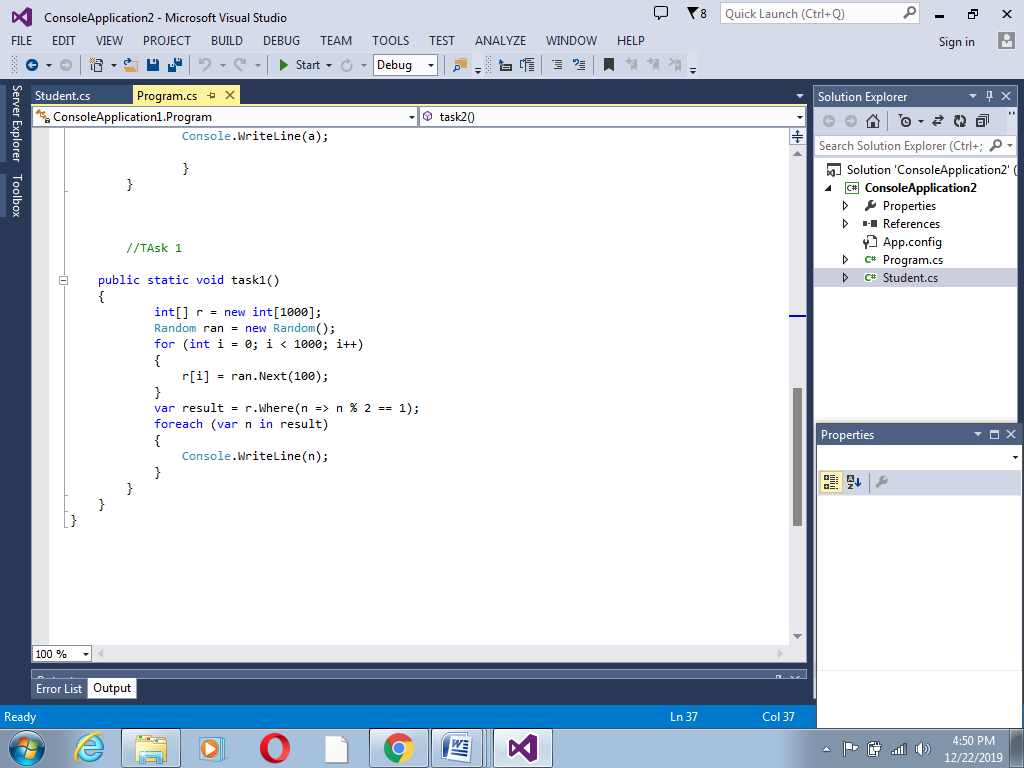 ConsoleApplication2 - Microsoft Visual Studio
8
Quick Launch (Ctrl+Q)
FILE EDIT VIEW PROJECT BUILD DEBUG TEAM TOOLS TEST ANALYZE WINDOW HELP
Sign in
Start
Debug
Server Explorer
Toolbox
Student.cs
Program.cs
ConsoleApplication1.Program
task2()
Console.WriteLine(a);
}
}
//TAsk 1
public static void task1()
{
int[] r = new int[1000];
Random ran = new Random();
for (int i = 0; i < 1000; i++)
{
r[i] = ran.Next(100);
}
var result = r.Where(n => n % 2 == 1);
foreach (var n in result)
{
Console.WriteLine(n);
}
}
}
}
100 %
Error List
Output
Solution Explorer
Search Solution Explorer (Ctrl+;
Solution 'ConsoleApplication2' (
C# ConsoleApplication2
Properties
References
App.config
C# Program.cs
C# Student.cs
Properties
Ready
Ln 37
Col 37
4:50 PM
12/22/2019